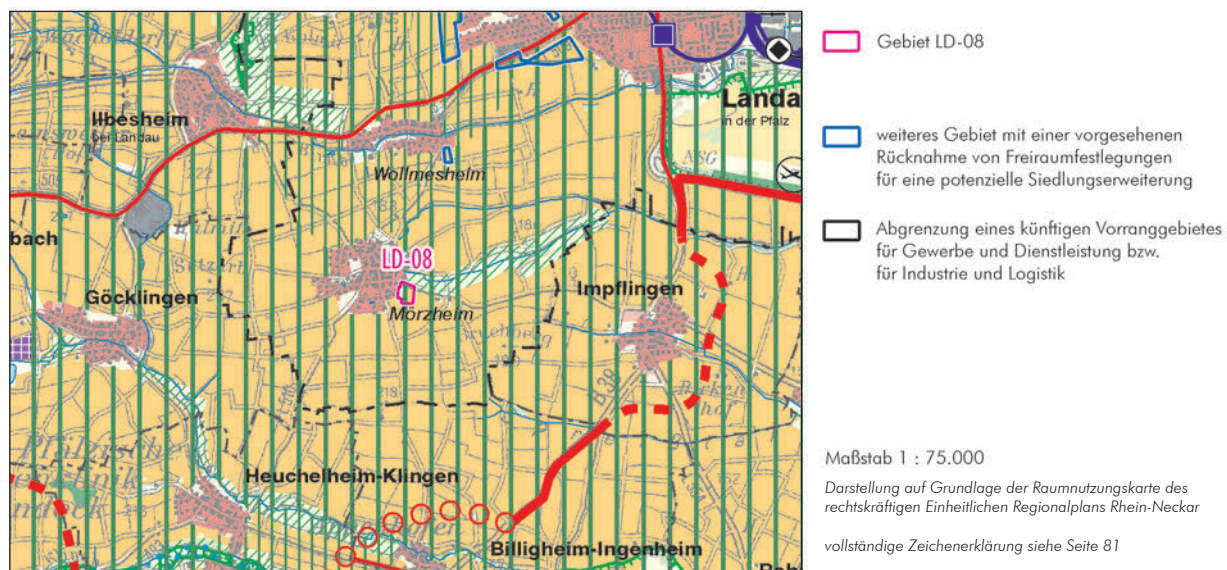 Landa
in der Pfalz
NSG
Ilbesheim
bei Landau
Wollmesheim
bach
LD-08
Göcklingen
Impflingen
Mörzheim
B 38
Birken
hof
Heuchelheim-Klingen
Billigheim-Ingenheim
Gebiet LD-08
weiteres Gebiet mit einer vorgesehenen
Rücknahme von Freiraumfestlegungen
für eine potenzielle Siedlungserweiterung
Abgrenzung eines künftigen Vorranggebietes
für Gewerbe und Dienstleistung bzw.
für Industrie und Logistik
Maßstab 1 : 75.000
Darstellung auf Grundlage der Raumnutzungskarte des
rechtskräftigen Einheitlichen Regionalplans Rhein-Neckar
vollständige Zeichenerklärung siehe Seite 81